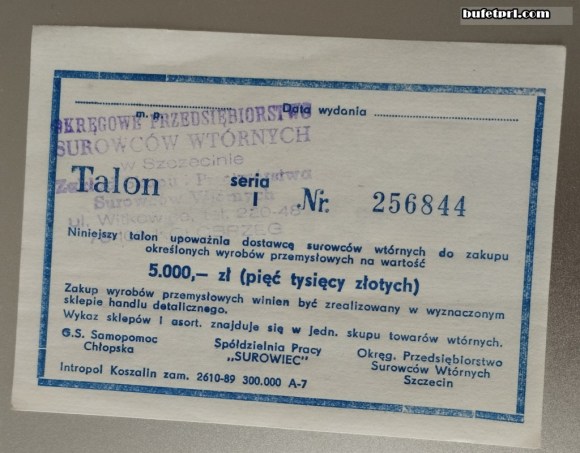 bufetprl.com
m. p. Data wydania
OKRĘGOWE PRZEDSIĘBIORSTWO
SUROWCÓW WTÓRNYCH
w Szczecinie
Surowców Wtórnych
Talon seria I Nr. 256844
Niniejszy talon upoważnia dostawcę surowców wtórnych do zakupu
określonych wyrobów przemysłowych na wartość
5.000,— zł (pięć tysięcy złotych)
Zakup wyrobów przemysłowych winien być zrealizowany w wyznaczonym
sklepie handlu detalicznego.
Wykaz sklepów i asort. znajduje się w jedn. skupu towarów wtórnych.
G.S. Samopomoc
Chłopska
Spółdzielnia Pracy
„SUROWIEC"
Okręg. Przedsiębiorstwo
Surowców Wtórnych
Szczecin
Intropol Koszalin zam. 2610-89 300.000 A-7